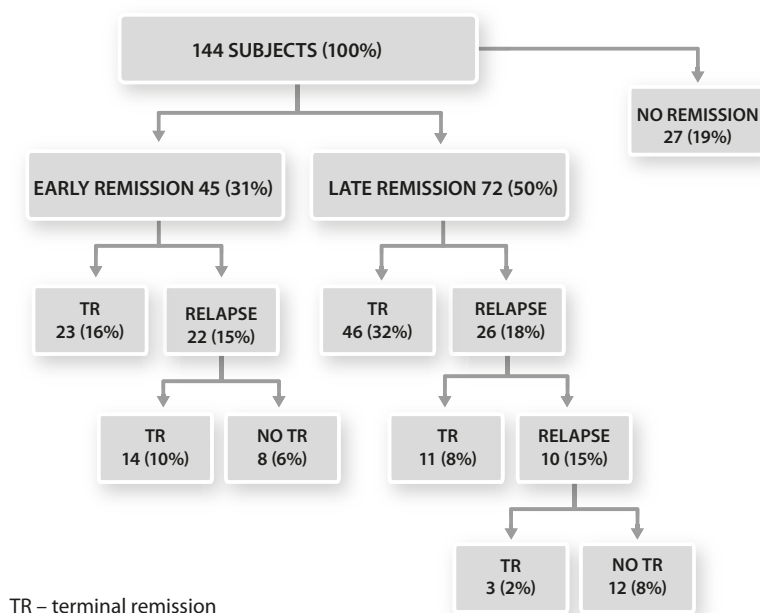 144 SUBJECTS (100%)
NO REMISSION
27 (19%)
EARLY REMISSION 45 (31%)
LATE REMISSION 72 (50%)
TR
23 (16%)
RELAPSE
22 (15%)
TR
46 (32%)
RELAPSE
26 (18%)
TR
14 (10%)
NO TR
8 (6%)
TR
11 (8%)
RELAPSE
10 (15%)
TR
3 (2%)
NO TR
12 (8%)
TR – terminal remission